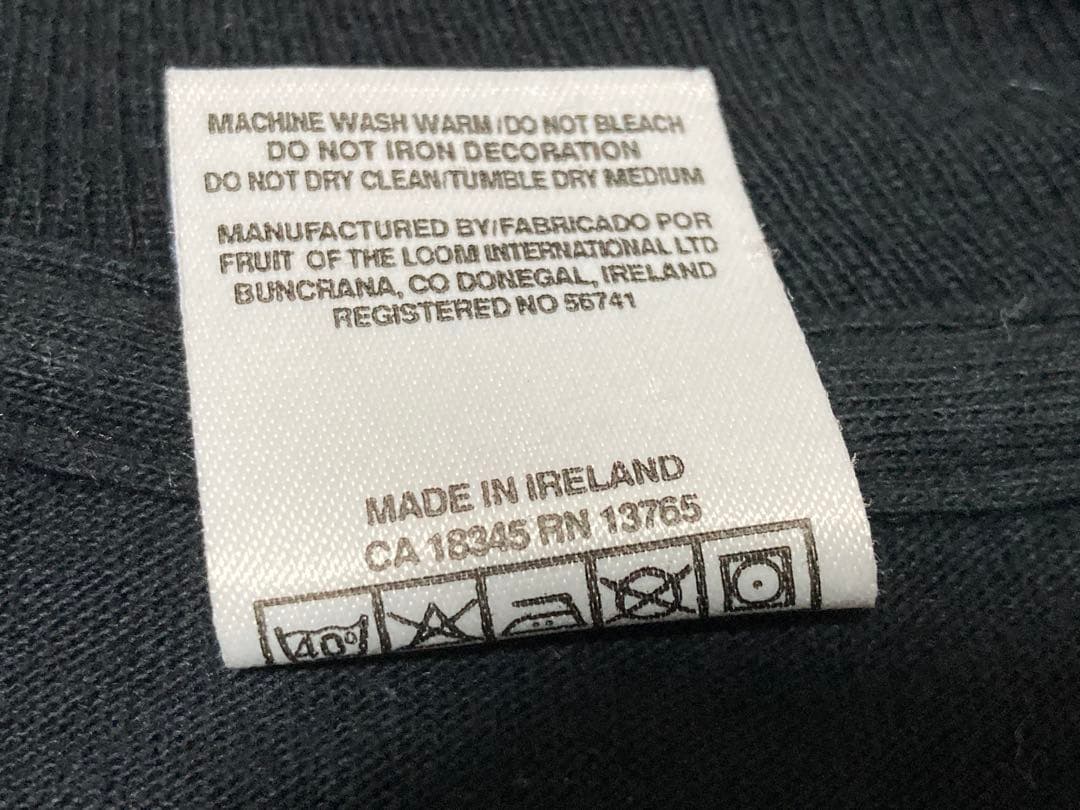 MACHINE WASH WARM/DO NOT BLEACH
DO NOT IRON DECORATION
DO NOT DRY CLEAN/TUMBLE DRY MEDIUM
MANUFACTURED BY/FABRICADO POR
FRUIT OF THE LOOM INTERNATIONAL LTD
BUNCRANA, CO DONEGAL, IRELAND
REGISTERED NO 56741
MADE IN IRELAND
CA 18345 RN 13765
40°